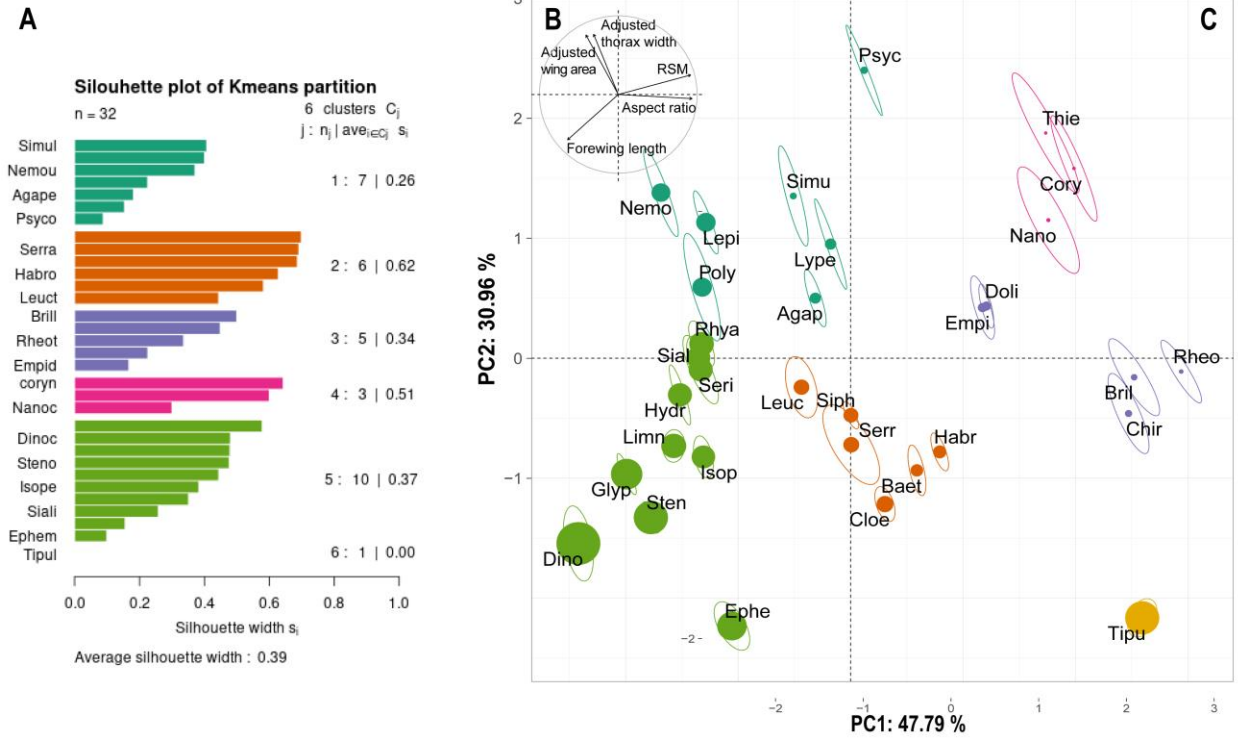 A
Silouhette plot of Kmeans partition
n = 32
6 clusters Cj
j : nj | avei∈Cj si
Simul
Nemou
Agape
Psyco
1 : 7 | 0.26
Serra
Habro
Leuct
2 : 6 | 0.62
Brill
Rheot
Empid
3 : 5 | 0.34
coryn
Nanoc
4 : 3 | 0.51
Dinoc
Steno
Isope
Siali
Ephem
5 : 10 | 0.37
Tipul
6 : 1 | 0.00
0.0 0.2 0.4 0.6 0.8 1.0
Silhouette width si
Average silhouette width : 0.39
B
Adjusted
thorax width
Adjusted
wing area
RSM
Aspect ratio
Forewing length
C
PC2: 30.96 %
2
1
0
−1
−2
Psyc
Thie
Cory
Nano
Simu
Nemo
Lepi
Lype
Poly
Agap
Doli
Empi
Rhya
Sial
Seri
Rheo
Bril
Chir
Hydr
Leuc
Siph
Serr
Limn
Habr
Isop
Glyp
Baet
Sten
Cloe
Dino
Ephe
Tipu
−2 −1 0 1 2 3
PC1: 47.79 %